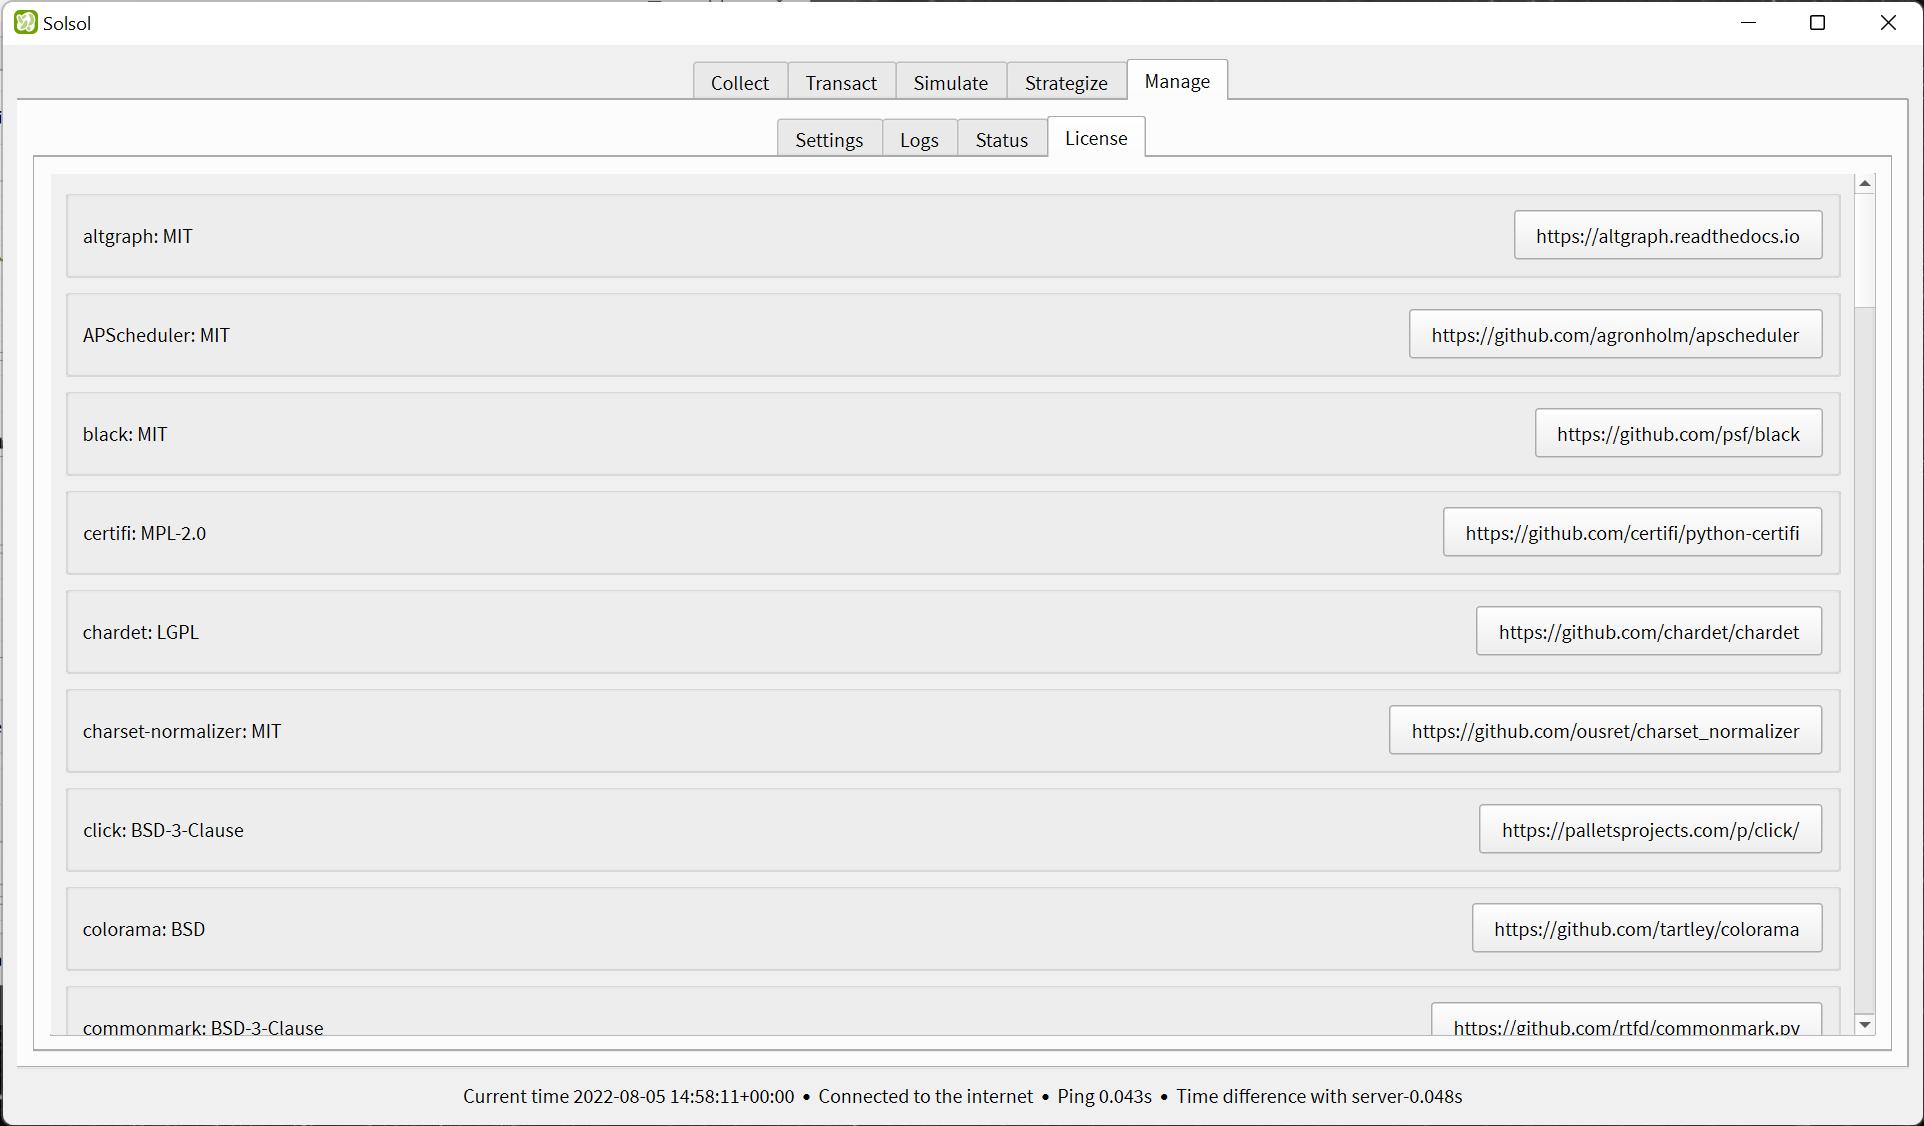 Solsol
Collect Transact Simulate Strategize Manage
Settings Logs Status License
altgraph: MIT https://altgraph.readthedocs.io
APScheduler: MIT https://github.com/agronholm/apscheduler
black: MIT https://github.com/psf/black
certifi: MPL-2.0 https://github.com/certifi/python-certifi
chardet: LGPL https://github.com/chardet/chardet
charset-normalizer: MIT https://github.com/ousret/charset_normalizer
click: BSD-3-Clause https://palletsprojects.com/p/click/
colorama: BSD https://github.com/tartley/colorama
commonmark: BSD-3-Clause https://github.com/rtfd/commonmark.py
Current time 2022-08-05 14:58:11+00:00 • Connected to the internet • Ping 0.043s • Time difference with server-0.048s